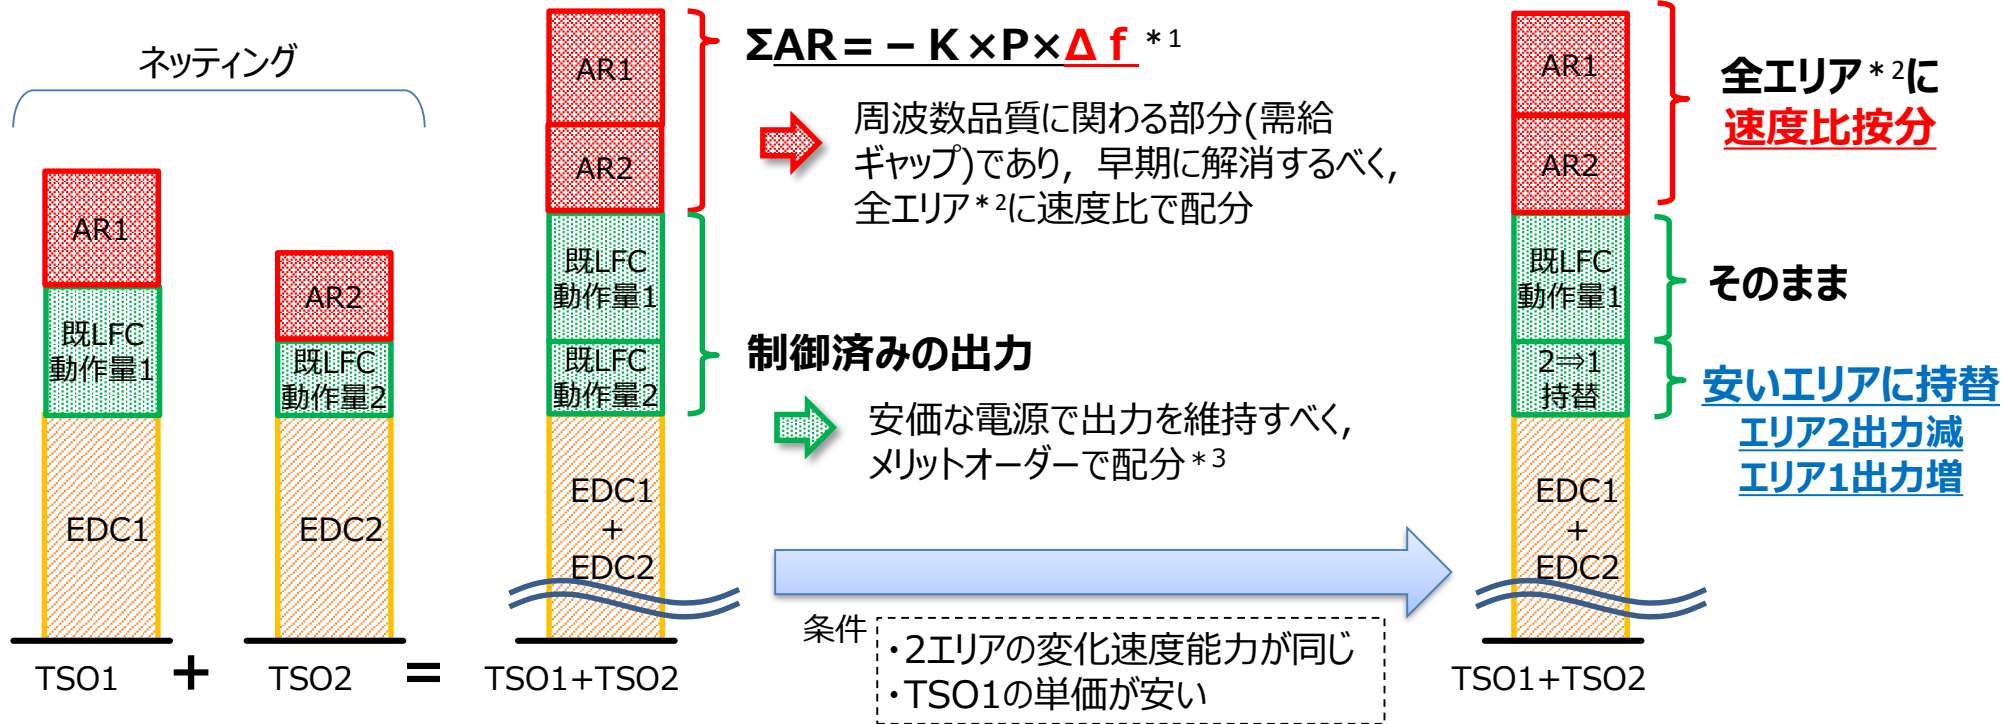 ネッティング
AR1
既LFC
動作量1
EDC1
TSO1
+
AR2
既LFC
動作量2
EDC2
TSO2
=
AR1
AR2
既LFC
動作量1
既LFC
動作量2
EDC1
+
EDC2
TSO1+TSO2
ΣAR=－K×P×Δｆ*1
周波数品質に関わる部分(需給
ギャップ)であり，早期に解消するべく，
全エリア*2に速度比で配分
制御済みの出力
安価な電源で出力を維持すべく，
メリットオーダーで配分*3
条件
・2エリアの変化速度能力が同じ
・TSO1の単価が安い
AR1
AR2
既LFC
動作量1
2⇒1
持替
EDC1
+
EDC2
TSO1+TSO2
全エリア*2に
速度比按分
そのまま
安いエリアに持替
エリア2出力減
エリア1出力増